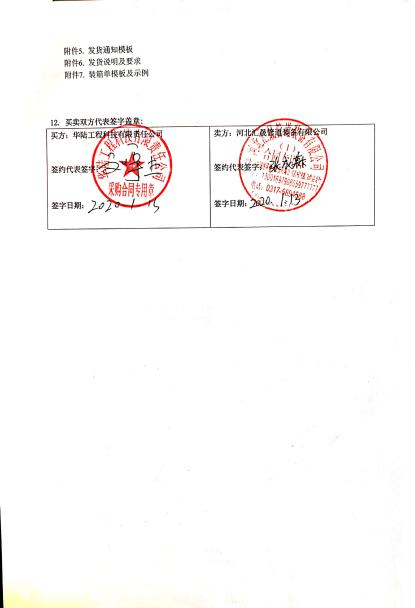 附件5. 发货通知模板
附件6. 发货说明及要求
附件7. 装箱单模板及示例
12. 买卖双方代表签字盖章:
买方: 华陆工程科技有限责任公司
卖方: 河北汇晟管道装备有限公司
签约代表签字:
签约代表签字:
采购合同专用章
签字日期: 2020.1.13
签字日期: 2020.1.13